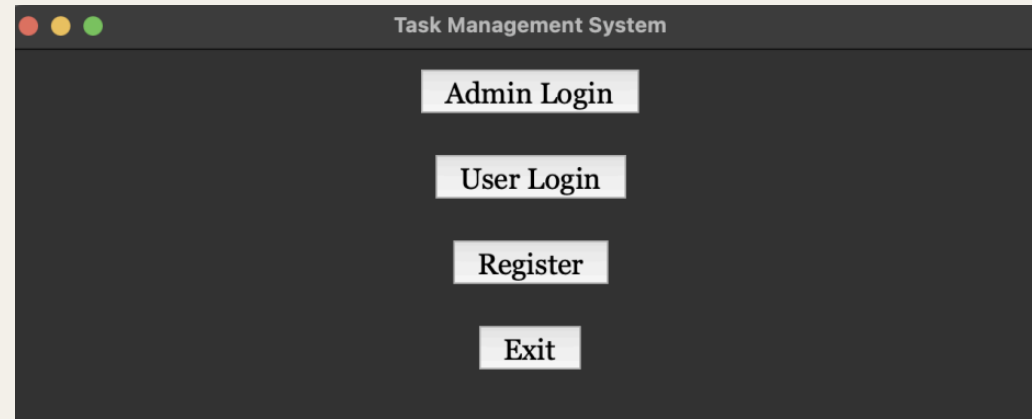 Task Management System
Admin Login
User Login
Register
Exit